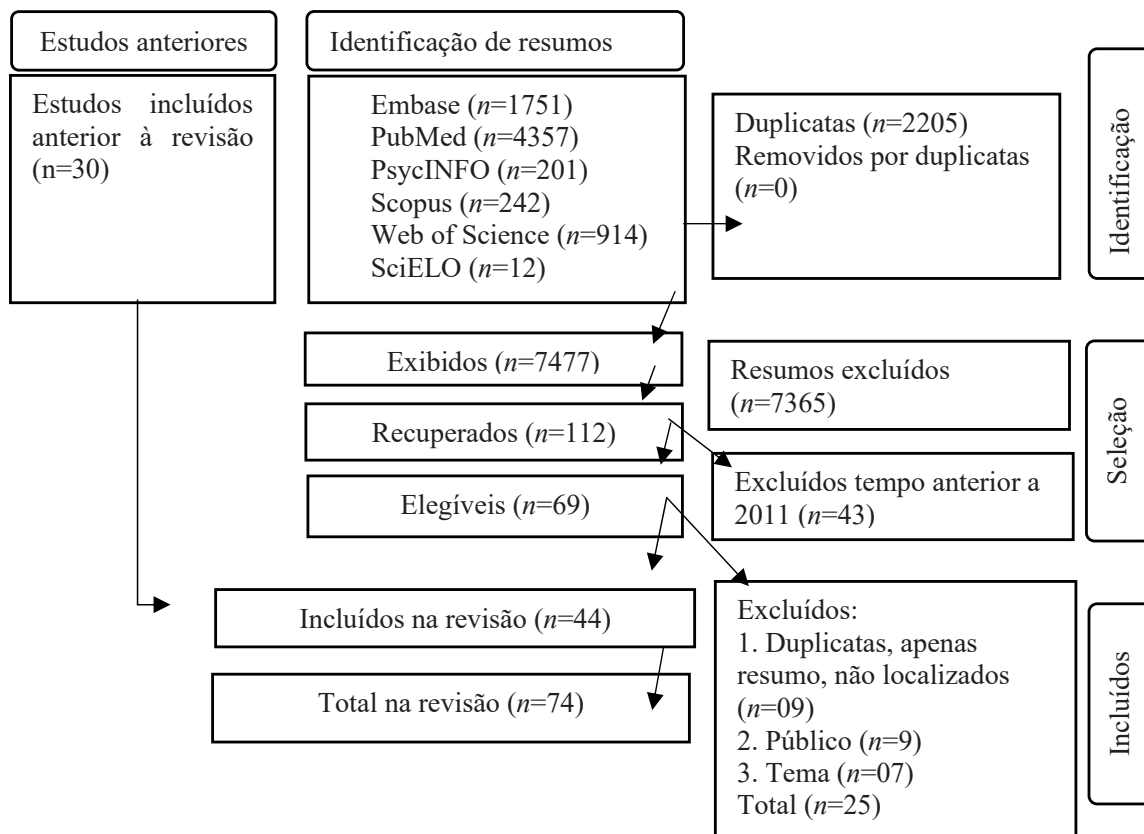 Estudos anteriores
Identificação de resumos
Estudos incluídos
anterior à revisão
(n=30)
Embase (n=1751)
PubMed (n=4357)
PsycINFO (n=201)
Scopus (n=242)
Web of Science (n=914)
SciELO (n=12)
Duplicatas (n=2205)
Removidos por duplicatas
(n=0)
Identificação
Exibidos (n=7477)
Resumos excluídos
(n=7365)
Recuperados (n=112)
Excluídos tempo anterior a
2011 (n=43)
Elegíveis (n=69)
Seleção
Incluídos na revisão (n=44)
Total na revisão (n=74)
Excluídos:
1. Duplicatas, apenas
resumo, não localizados
(n=09)
2. Público (n=9)
3. Tema (n=07)
Total (n=25)
Incluídos